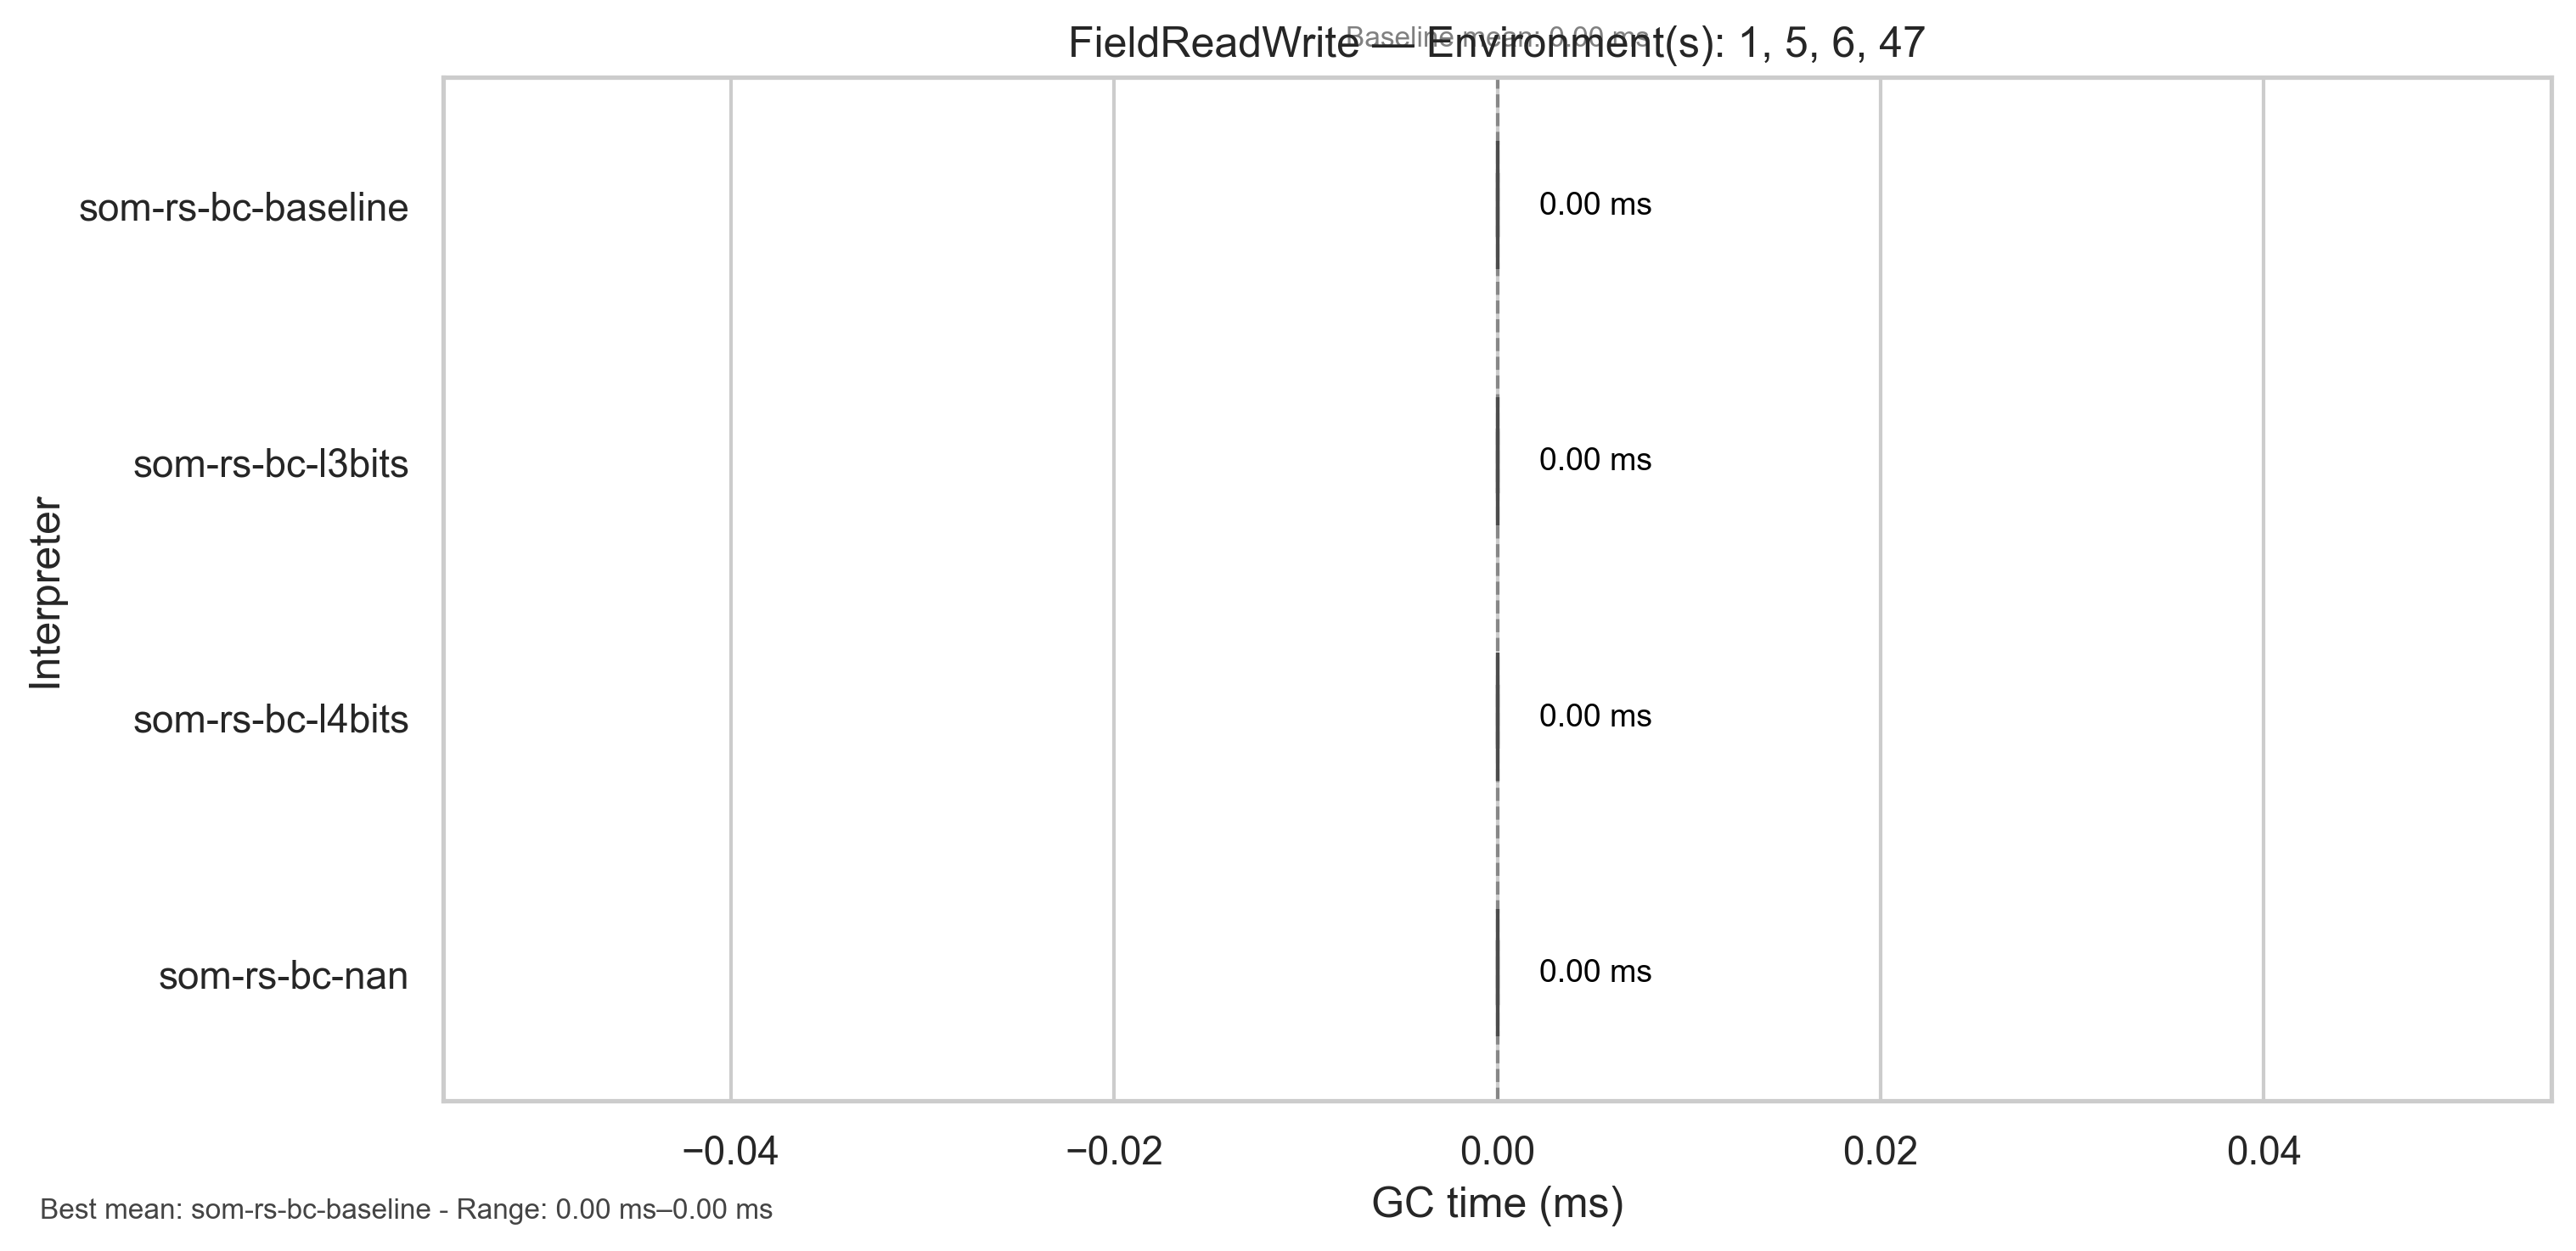 Baseline mean: 0.00 ms
FieldReadWrite — Environment(s): 1, 5, 6, 47
som-rs-bc-baseline
0.00 ms
som-rs-bc-l3bits
0.00 ms
som-rs-bc-l4bits
0.00 ms
som-rs-bc-nan
0.00 ms
Interpreter
−0.04
−0.02
0.00
0.02
0.04
GC time (ms)
Best mean: som-rs-bc-baseline - Range: 0.00 ms–0.00 ms